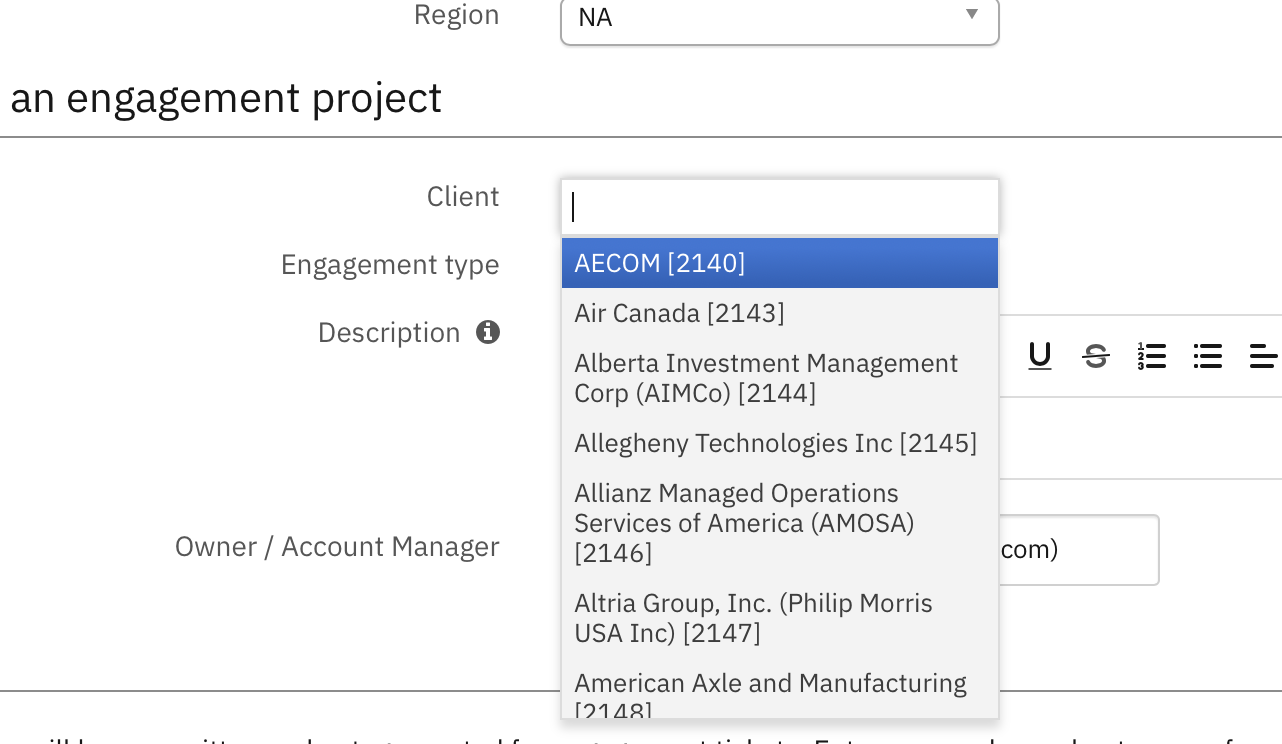 Region
NA
an engagement project
Client
AECOM [2140]
Engagement type
Air Canada [2143]
Description
Alberta Investment Management
Corp (AIMCo) [2144]
Allegheny Technologies Inc [2145]
Allianz Managed Operations
Services of America (AMOSA)
[2146]
Owner / Account Manager
com)
Altria Group, Inc. (Philip Morris
USA Inc) [2147]
American Axle and Manufacturing
[2148]